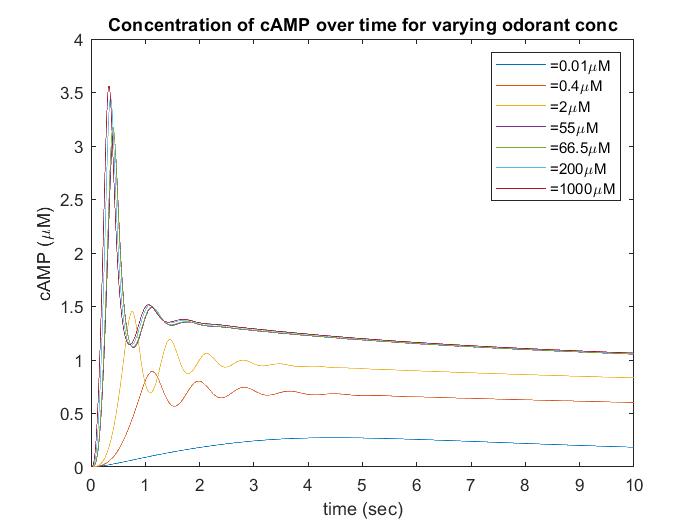 Concentration of cAMP over time for varying odorant conc
=0.01μM
=0.4μM
=2μM
=55μM
=66.5μM
=200μM
=1000μM
4
3.5
3
2.5
2
1.5
1
0.5
0
cAMP (μM)
0 1 2 3 4 5 6 7 8 9 10
time (sec)